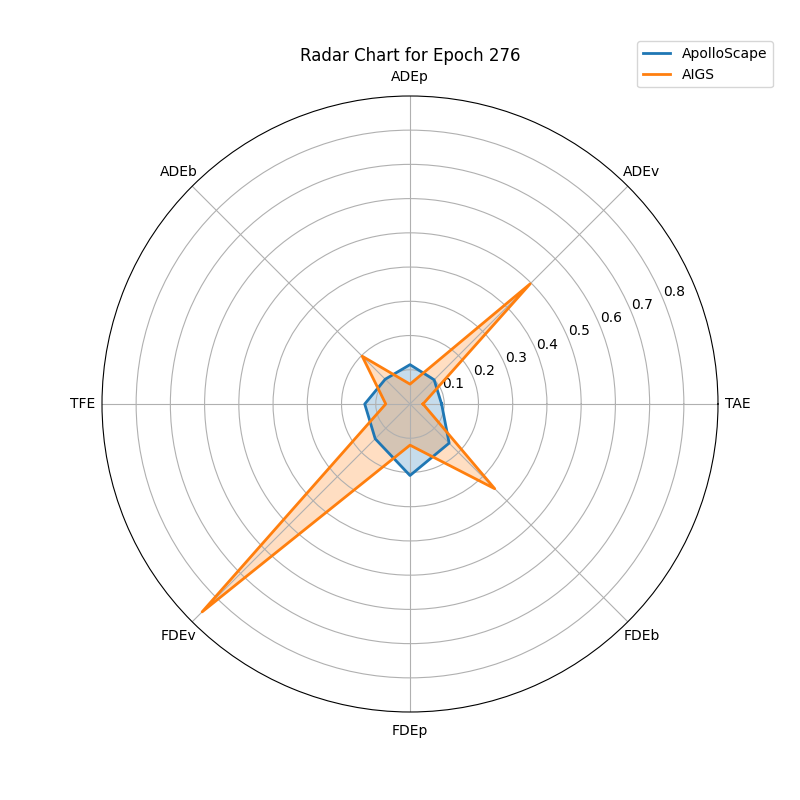 ApolloScape
AIGS
Radar Chart for Epoch 276
ADEp
ADEb
ADEv
0.8
0.7
0.6
0.5
0.4
0.3
0.2
0.1
TFE
TAE
FDEv
FDEb
FDEp